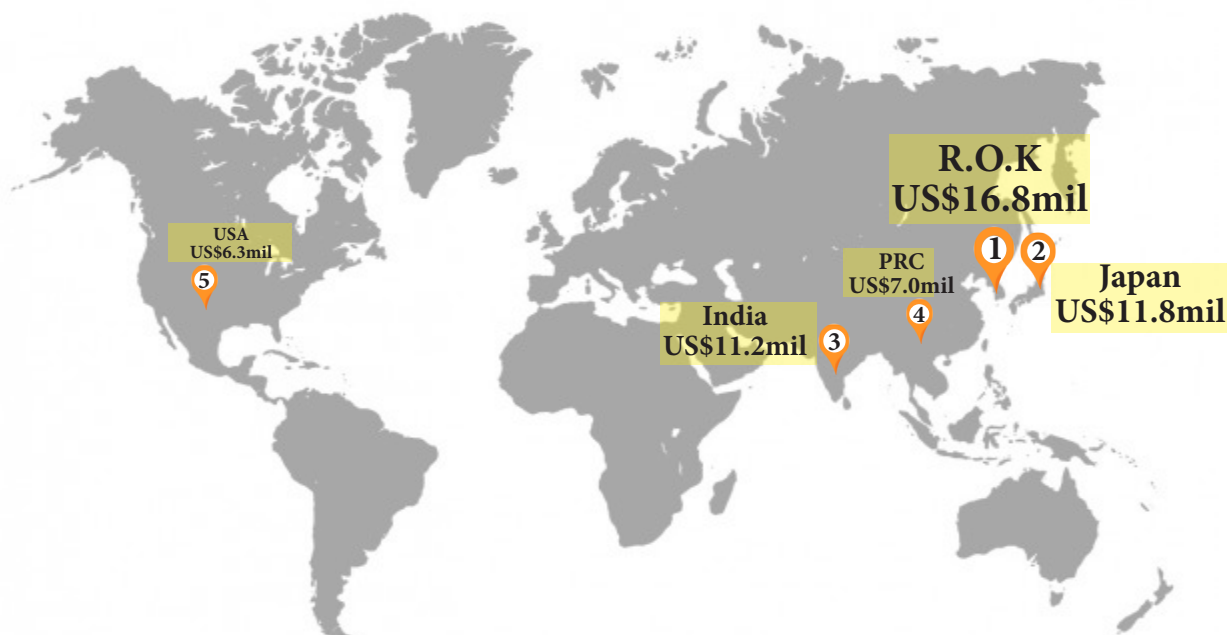 R.O.K
US$16.8mil
1
2
Japan
US$11.8mil
India
US$11.2mil
3
PRC
US$7.0mil
4
USA
US$6.3mil
5